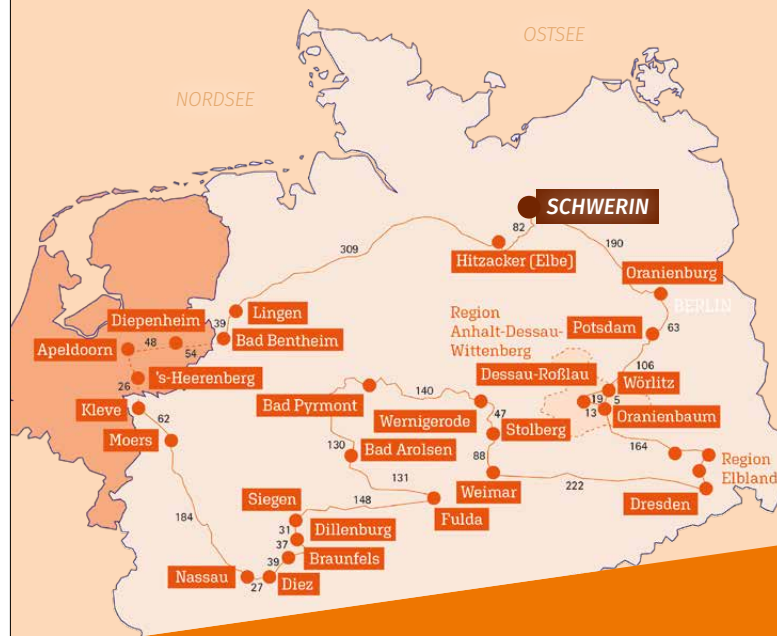 OSTSEE
NORDSEE
SCHWERIN
82
190
309
Hitzacker (Elbe)
Oranienburg
BERLIN
Lingen
Region
Anhalt-Dessau-
Wittenberg
Diepenheim
39
Potsdam
63
Apeldoorn
48
54
Bad Bentheim
106
Dessau-Roßlau
's-Heerenberg
26
Wörlitz
19
5
13
Kleve
62
Bad Pyrmont
140
Wernigerode
Oranienbaum
Moers
47
Stolberg
130
Bad Arolsen
88
164
131
Weimar
222
Region
Elbland
Siegen
148
Fulda
Dresden
184
31
Dillenburg
37
Braunfels
39
Nassau
27
Diez